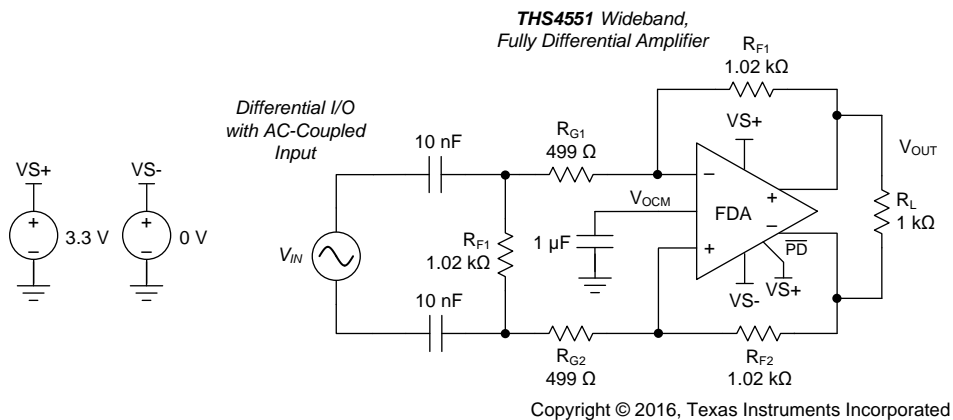 THS4551 Wideband,
Fully Differential Amplifier
RF1
1.02 kΩ
Differential I/O
with AC-Coupled
Input
10 nF
RG1
499 Ω
VS+
VOUT
VS+
VS-
VOCM
−
+
FDA
+
−
RL
1 kΩ
+
−
3.3 V
+
−
0 V
VIN
RF1
1.02 kΩ
1 µF
PD
VS-
VS+
10 nF
RG2
499 Ω
RF2
1.02 kΩ
Copyright © 2016, Texas Instruments Incorporated